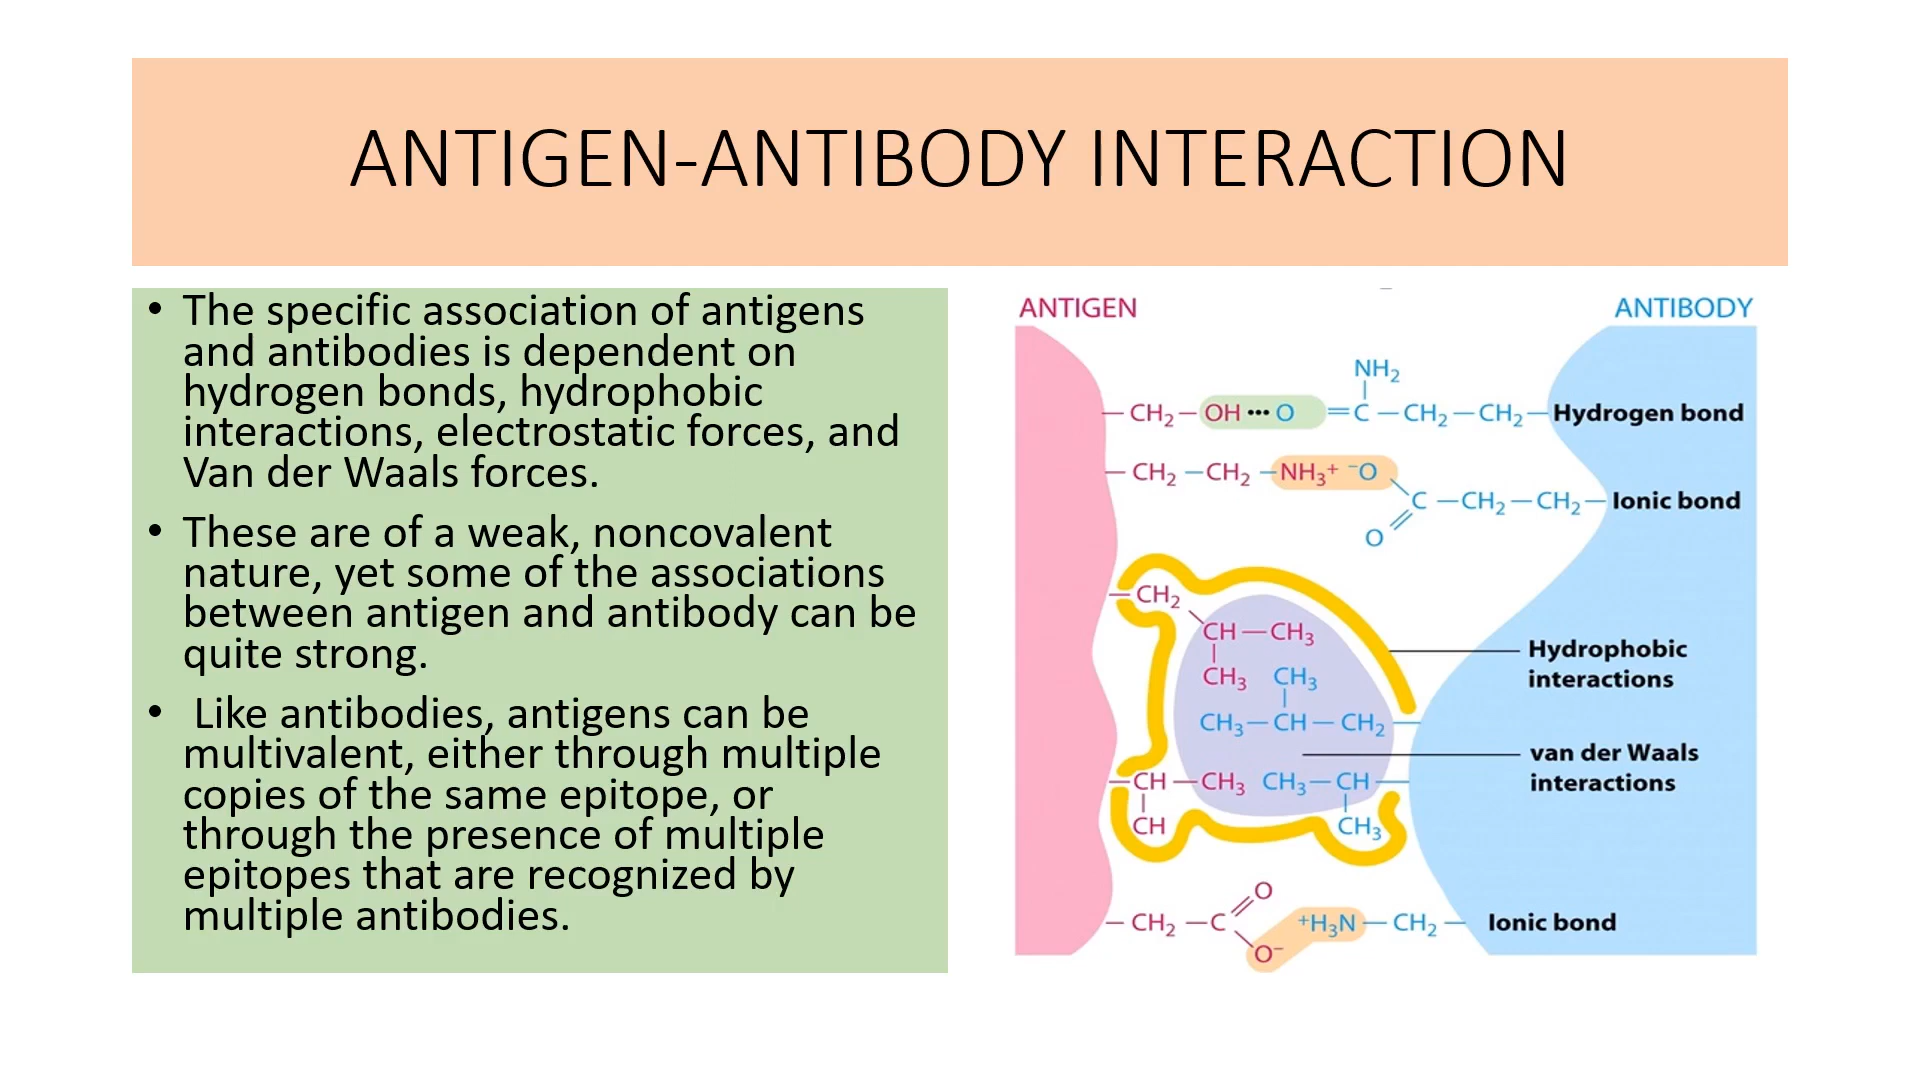 ANTIGEN-ANTIBODY INTERACTION
• The specific association of antigens
and antibodies is dependent on
hydrogen bonds, hydrophobic
interactions, electrostatic forces, and
Van der Waals forces.
• These are of a weak, noncovalent
nature, yet some of the associations
between antigen and antibody can be
quite strong.
• Like antibodies, antigens can be
multivalent, either through multiple
copies of the same epitope, or
through the presence of multiple
epitopes that are recognized by
multiple antibodies.
ANTIGEN
ANTIBODY
NH₂
— CH₂ — OH ••• O ═ C — CH₂ — CH₂ — Hydrogen bond
— CH₂ — CH₂ — NH₃⁺ ⁻O
C — CH₂ — CH₂ — Ionic bond
O
— CH₂
CH — CH₃
CH₃ CH₃
CH₃ — CH — CH₂ —
Hydrophobic
interactions
van der Waals
interactions
— CH — CH₃ CH₃ — CH —
CH CH₃
O
— CH₂ — C ⁺H₃N — CH₂ — Ionic bond
O⁻